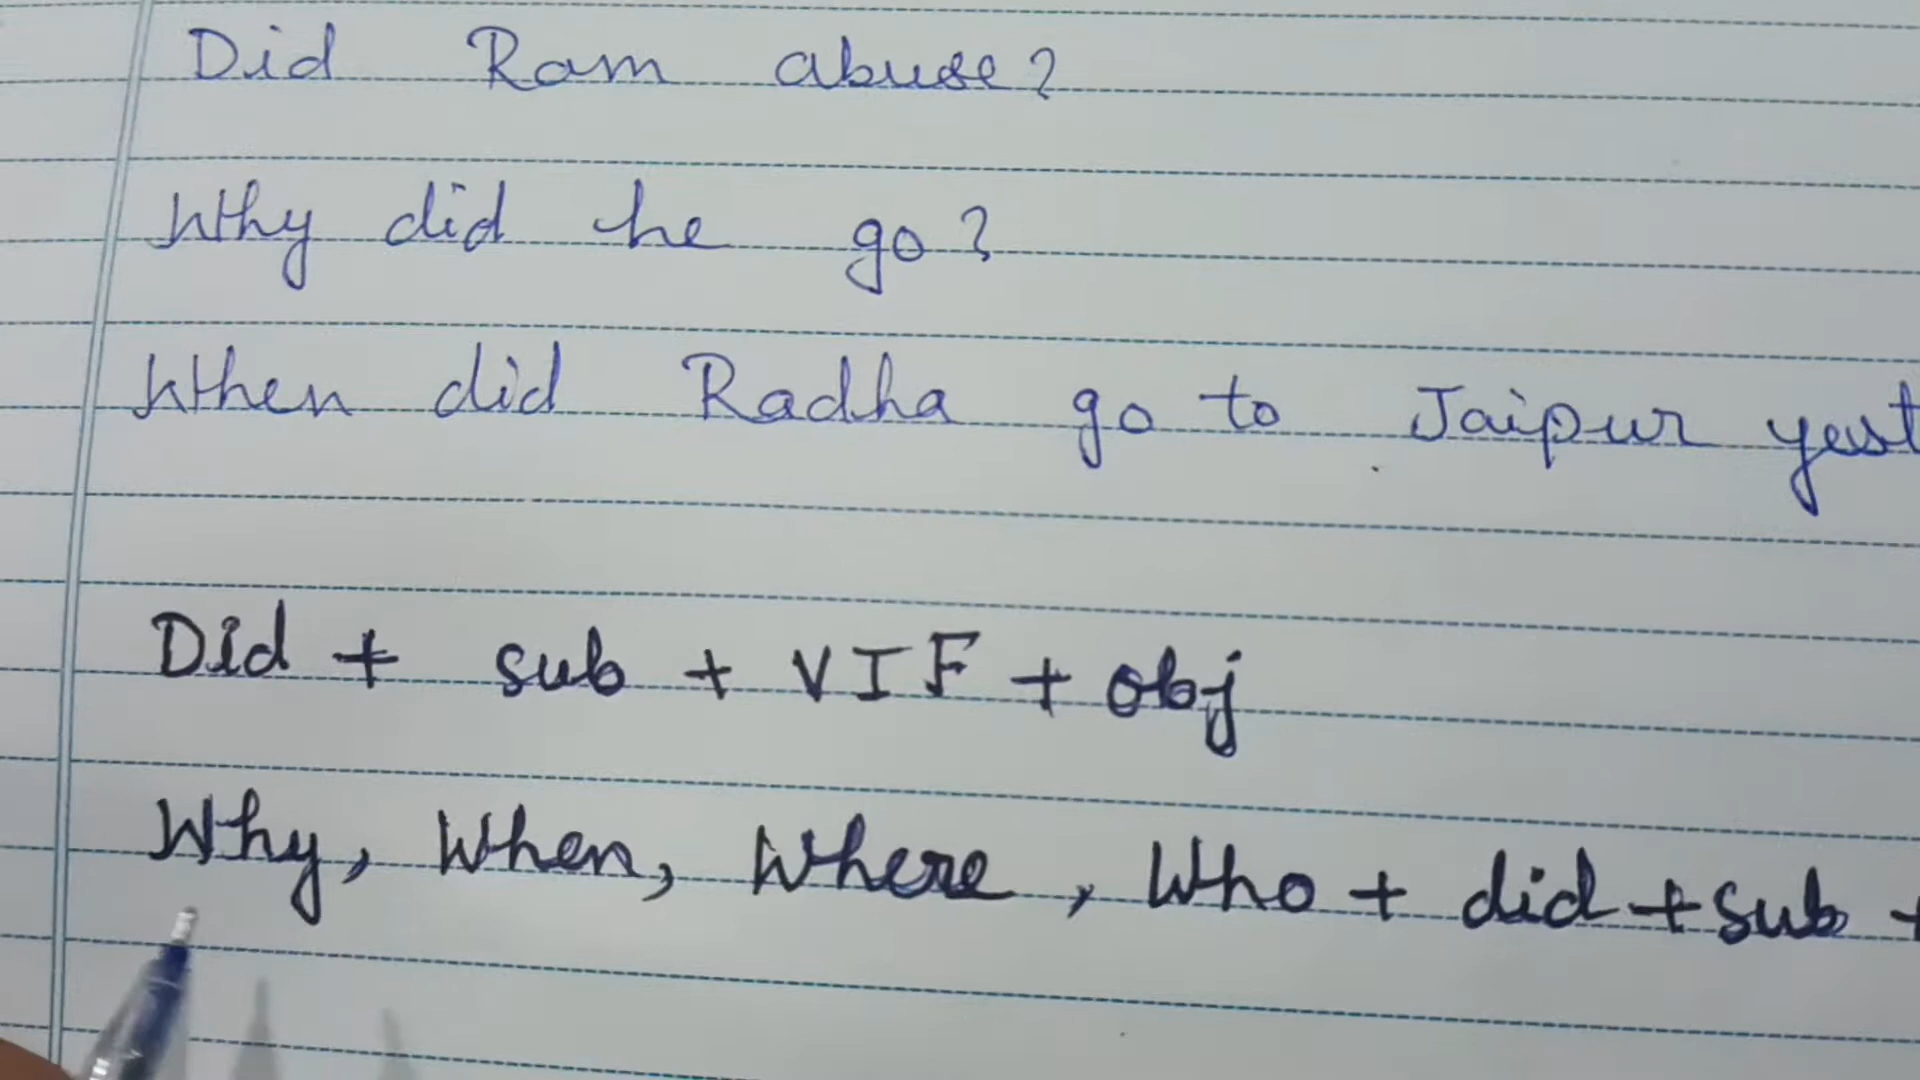 Did Ram abuse?
Why did he go?
When did Radha go to Jaipur yest
Did + sub + VIF + obj
Why, When, Where, Who + did + sub +